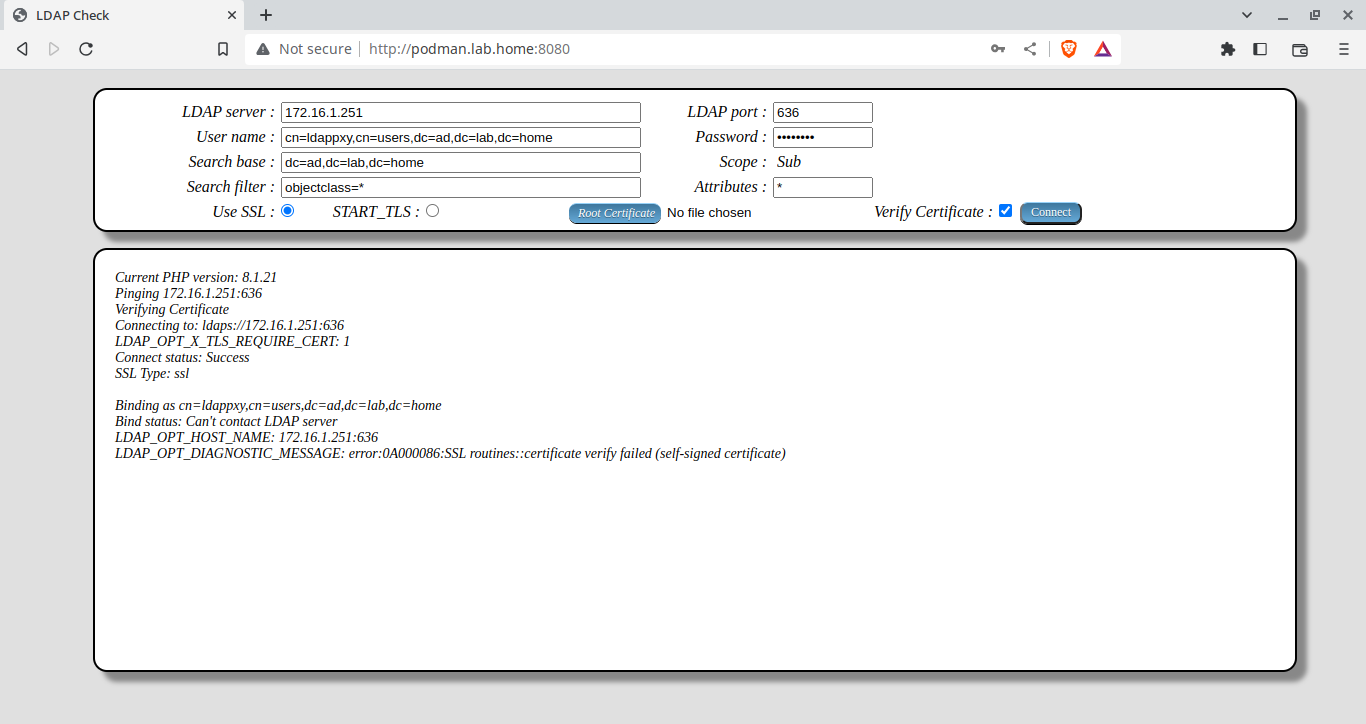 LDAP Check
Not secure
http://podman.lab.home:8080
LDAP server : 172.16.1.251 LDAP port : 636
User name : cn=ldappxy,cn=users,dc=ad,dc=lab,dc=home Password : ••••••••
Search base : dc=ad,dc=lab,dc=home Scope : Sub
Search filter : objectclass=* Attributes : *
Use SSL : START_TLS : Root Certificate No file chosen Verify Certificate : Connect
Current PHP version: 8.1.21
Pinging 172.16.1.251:636
Verifying Certificate
Connecting to: ldaps://172.16.1.251:636
LDAP_OPT_X_TLS_REQUIRE_CERT: 1
Connect status: Success
SSL Type: ssl
Binding as cn=ldappxy,cn=users,dc=ad,dc=lab,dc=home
Bind status: Can't contact LDAP server
LDAP_OPT_HOST_NAME: 172.16.1.251:636
LDAP_OPT_DIAGNOSTIC_MESSAGE: error:0A000086:SSL routines::certificate verify failed (self-signed certificate)